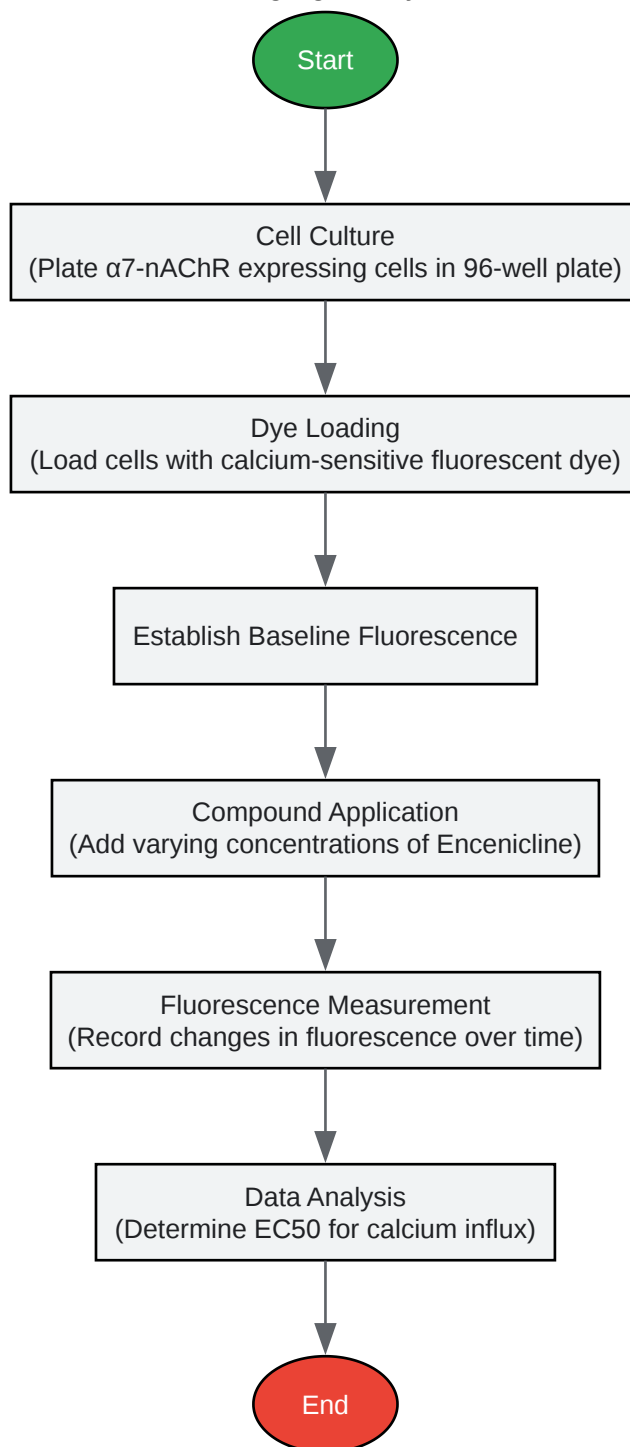 Start
Cell Culture
(Plate α7-nAChR expressing cells in 96-well plate)
Dye Loading
(Load cells with calcium-sensitive fluorescent dye)
Establish Baseline Fluorescence
Compound Application
(Add varying concentrations of Encenicline)
Fluorescence Measurement
(Record changes in fluorescence over time)
Data Analysis
(Determine EC50 for calcium influx)
End